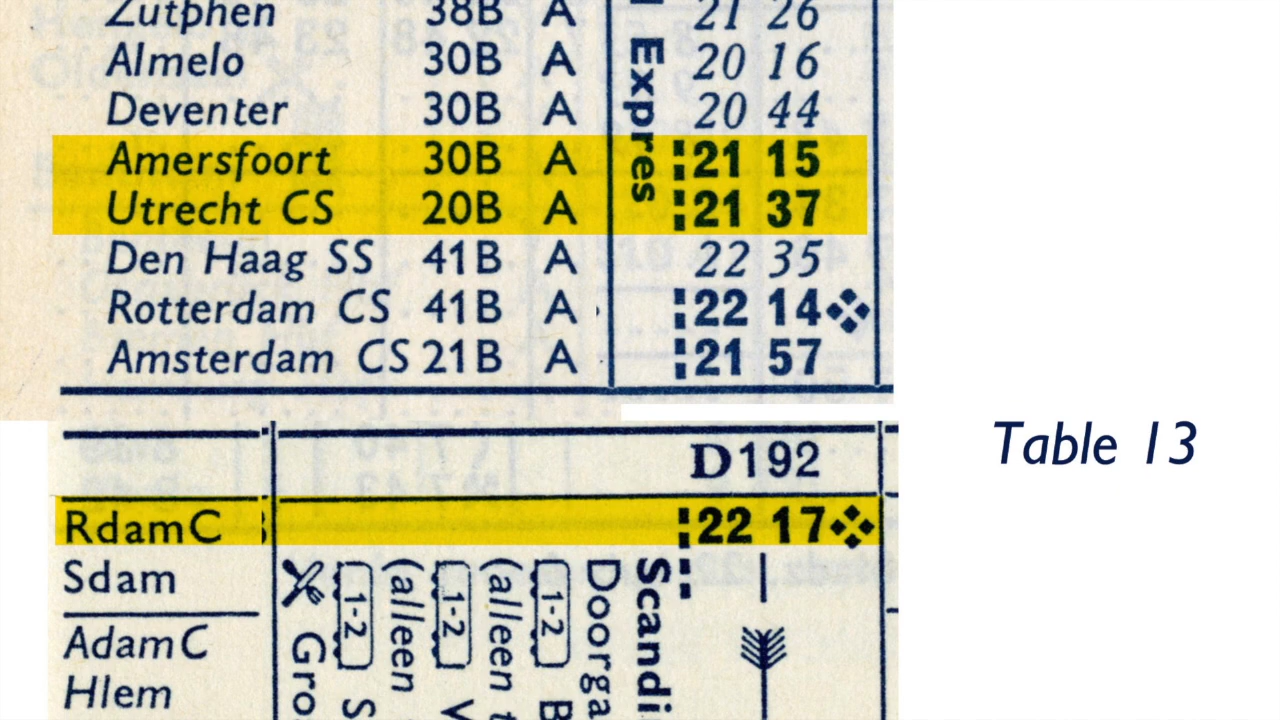 Zutphen 38B A 21 26
Almelo 30B A 20 16
Deventer 30B A 20 44
Amersfoort 30B A 21 15
Utrecht CS 20B A 21 37
Den Haag SS 41B A 22 35
Rotterdam CS 41B A 22 14
Amsterdam CS 21B A 21 57
Expres
Table 13
D192
RdamC 22 17
Sdam
AdamC
Hlem
Gro
1-2 S
(alleen
1-2 V
(alleen t
1-2 B
Doorga
Scandi